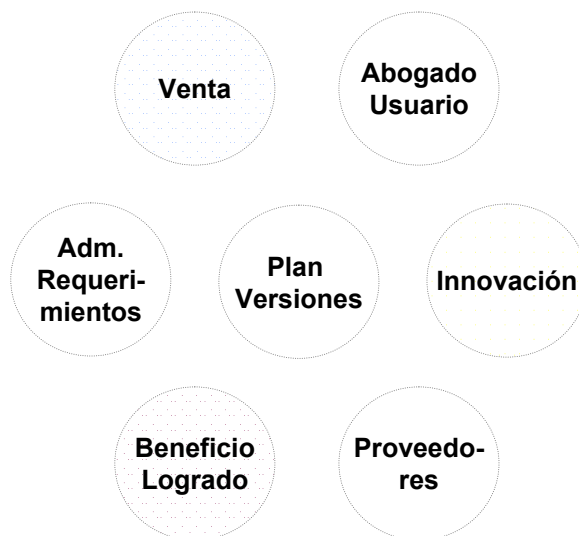 Venta
Abogado
Usuario
Adm.
Requeri-
mientos
Plan
Versiones
Innovación
Beneficio
Logrado
Proveedo-
res